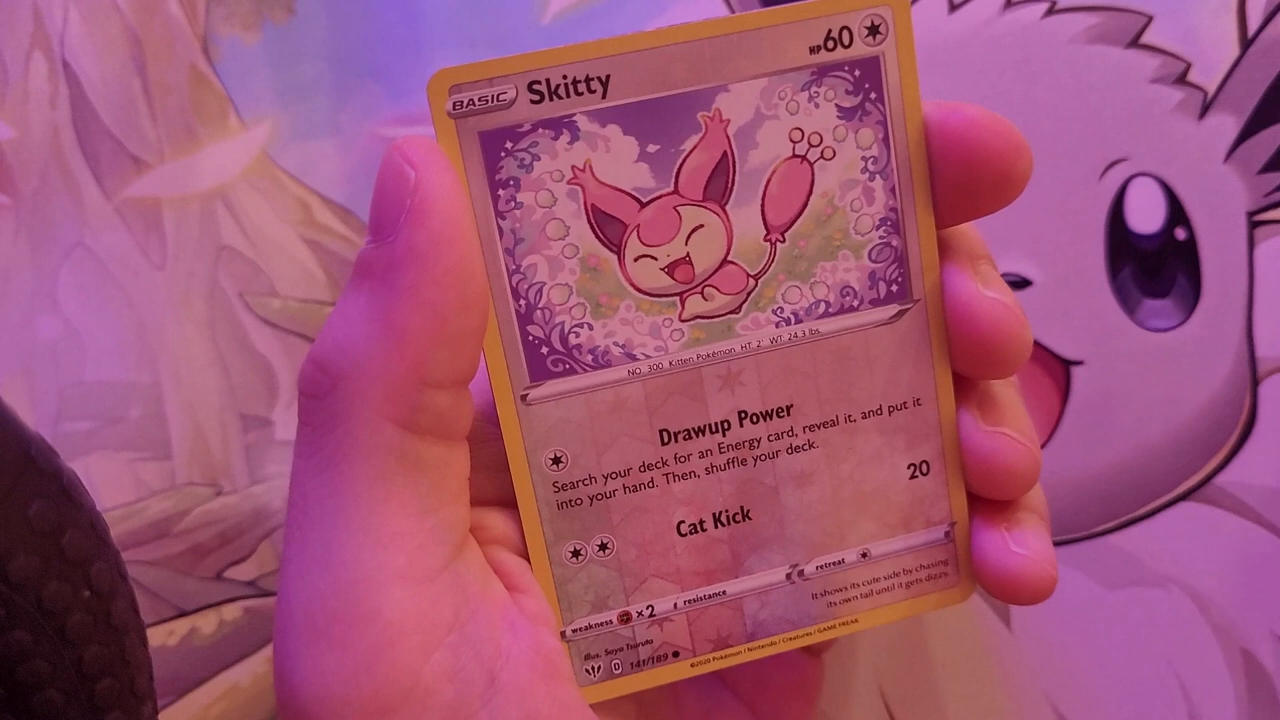 BASIC Skitty HP 60
NO. 300 Kitten Pokémon HT: 2' WT: 24.3 lbs.
Drawup Power
Search your deck for an Energy card, reveal it, and put it
into your hand. Then, shuffle your deck.
Cat Kick 20
weakness ×2 resistance retreat
It shows its cute side by chasing
its own tail until it gets dizzy.
Illus. Saya Tsuruta
D 141/189
©2020 Pokémon / Nintendo / Creatures / GAME FREAK